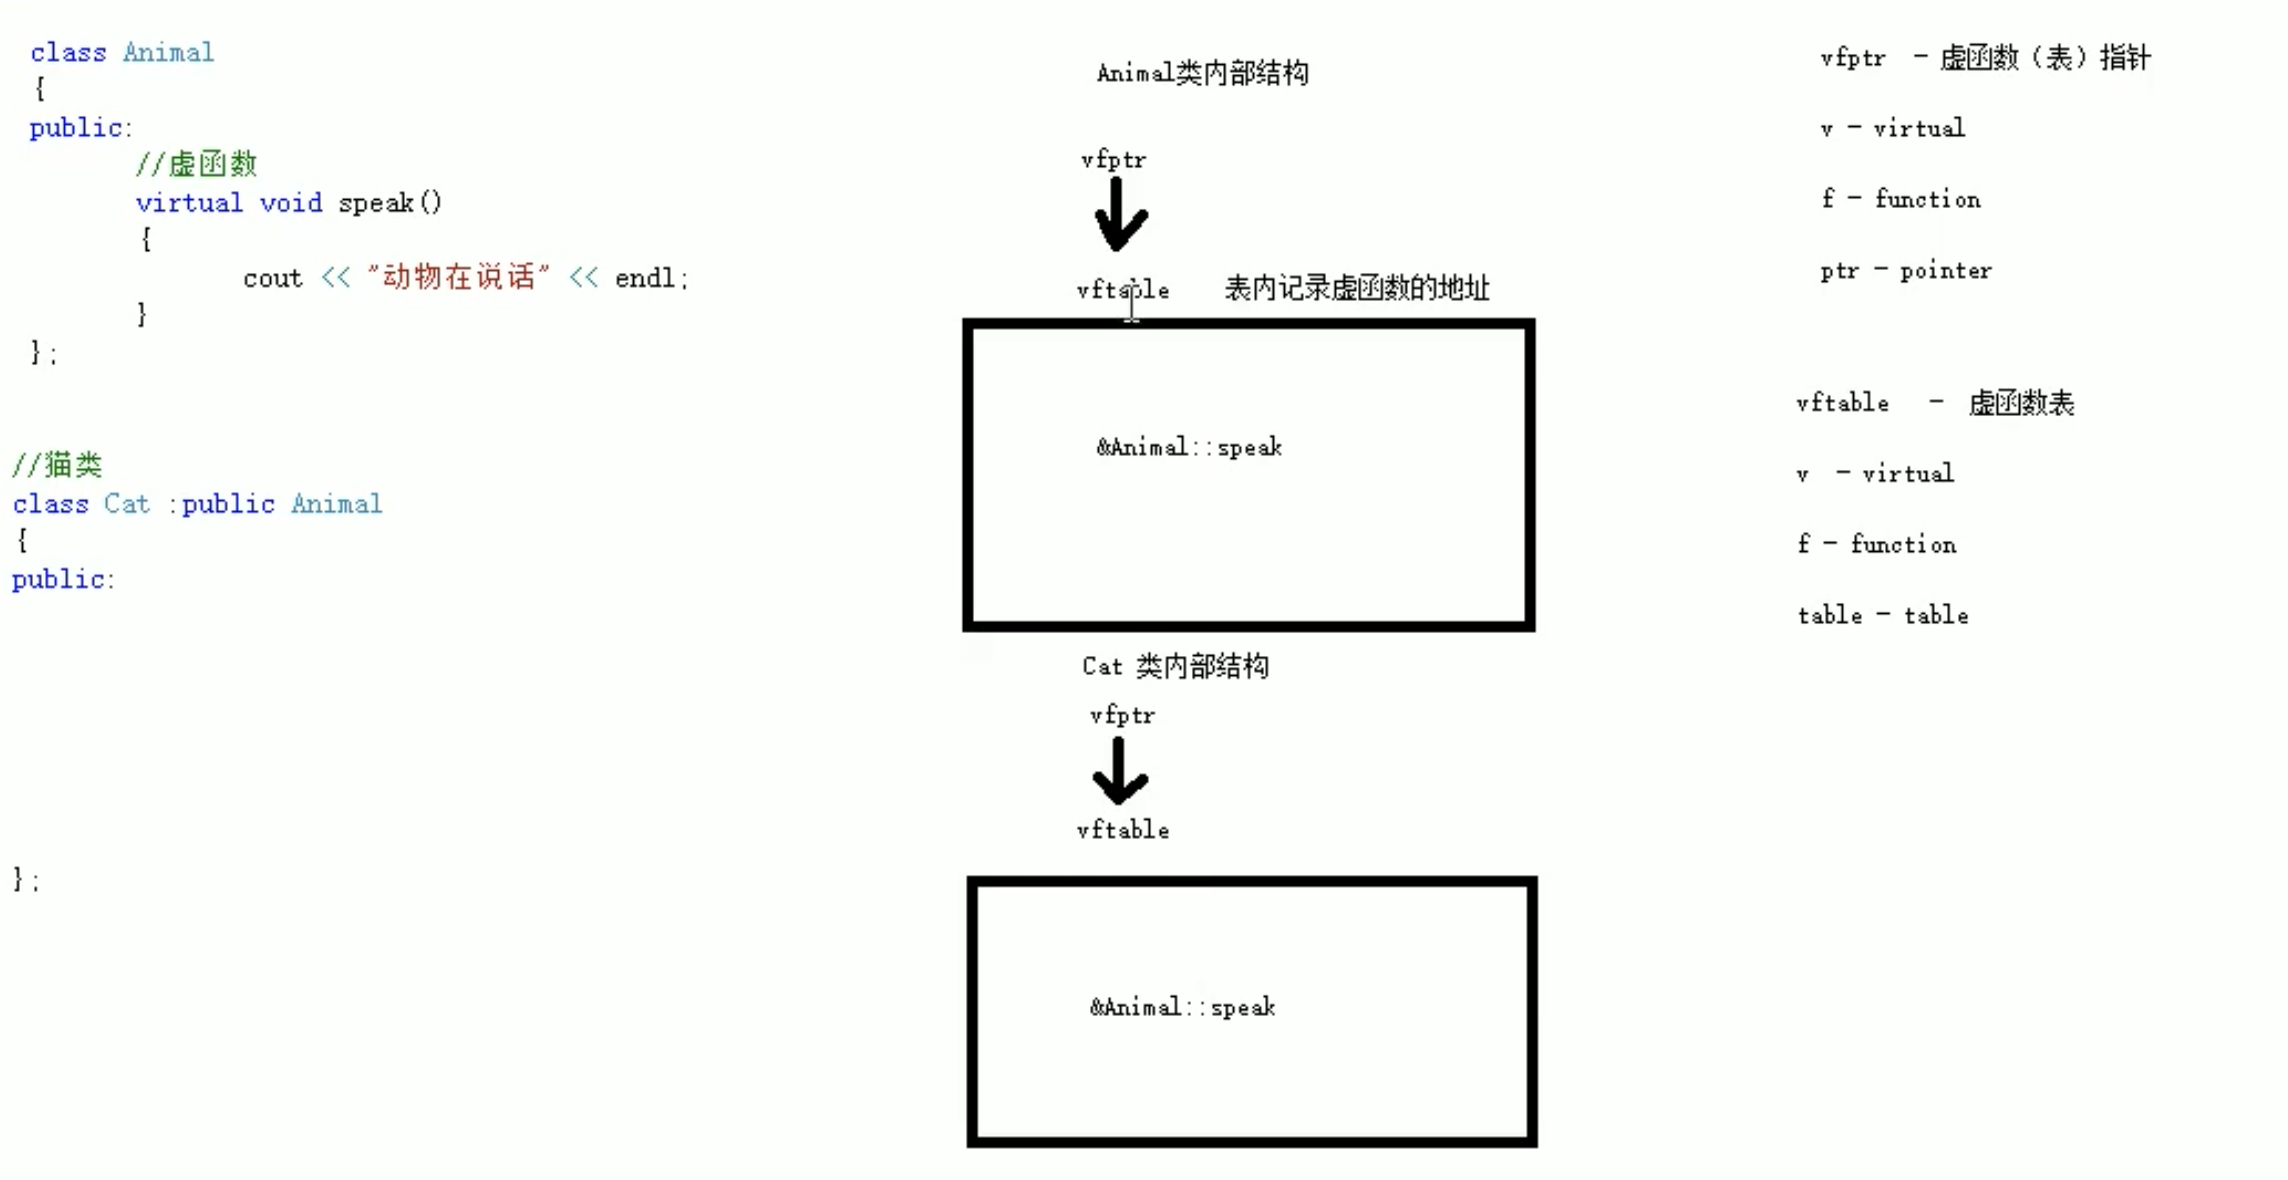 class Animal
{
public:
//虚函数
virtual void speak()
{
cout << "动物在说话" << endl;
}
};
//猫类
class Cat :public Animal
{
public:
};
Animal类内部结构
vfptr
vftable 表内记录虚函数的地址
&Animal::speak
Cat 类内部结构
vfptr
vftable
&Animal::speak
vfptr - 虚函数（表）指针
v - virtual
f - function
ptr - pointer
vftable - 虚函数表
v - virtual
f - function
table - table